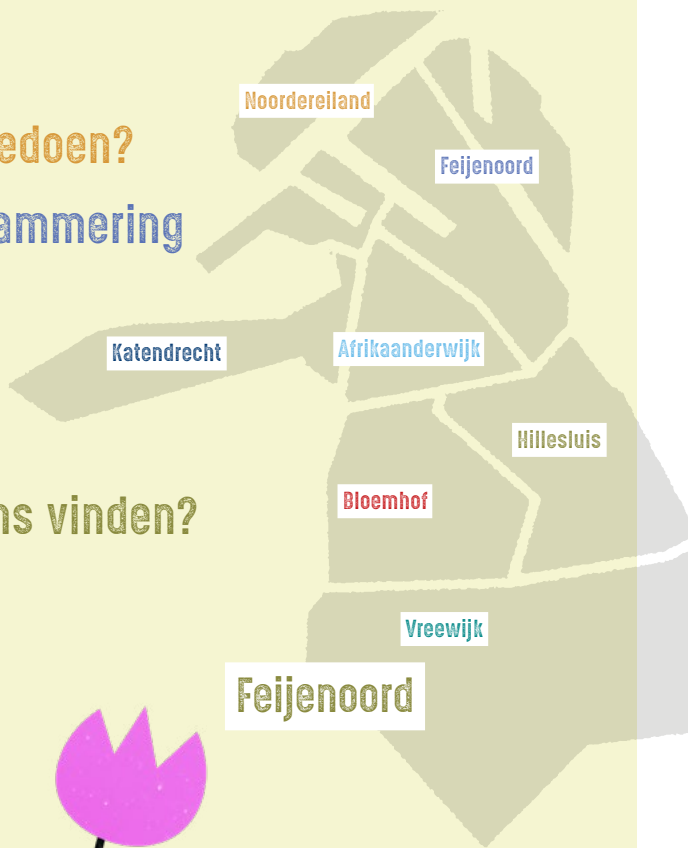 Noordereiland
edoen?
Feijenoord
ammering
Katendrecht
Afrikaanderwijk
Hillesluis
Bloemhof
ns vinden?
Vreewijk
Feijenoord